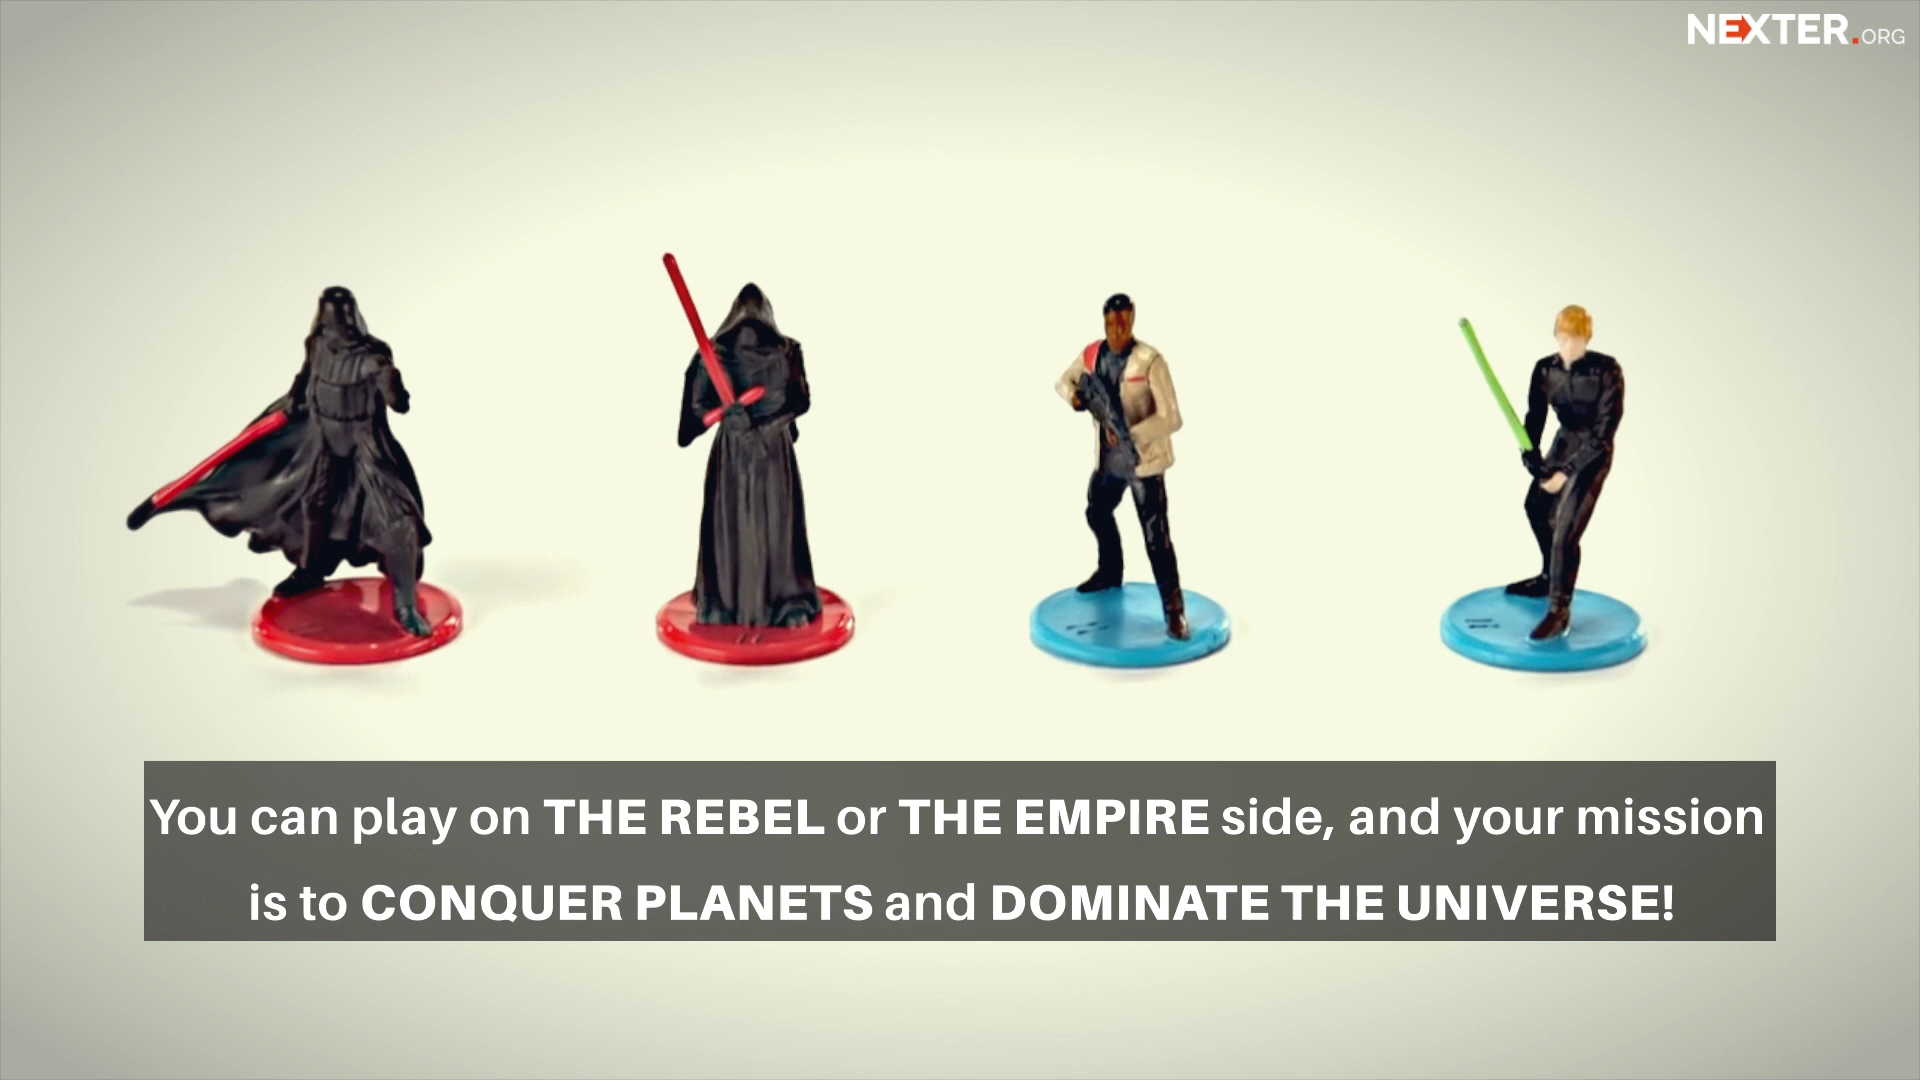 NEXTER.ORG
You can play on THE REBEL or THE EMPIRE side, and your mission
is to CONQUER PLANETS and DOMINATE THE UNIVERSE!